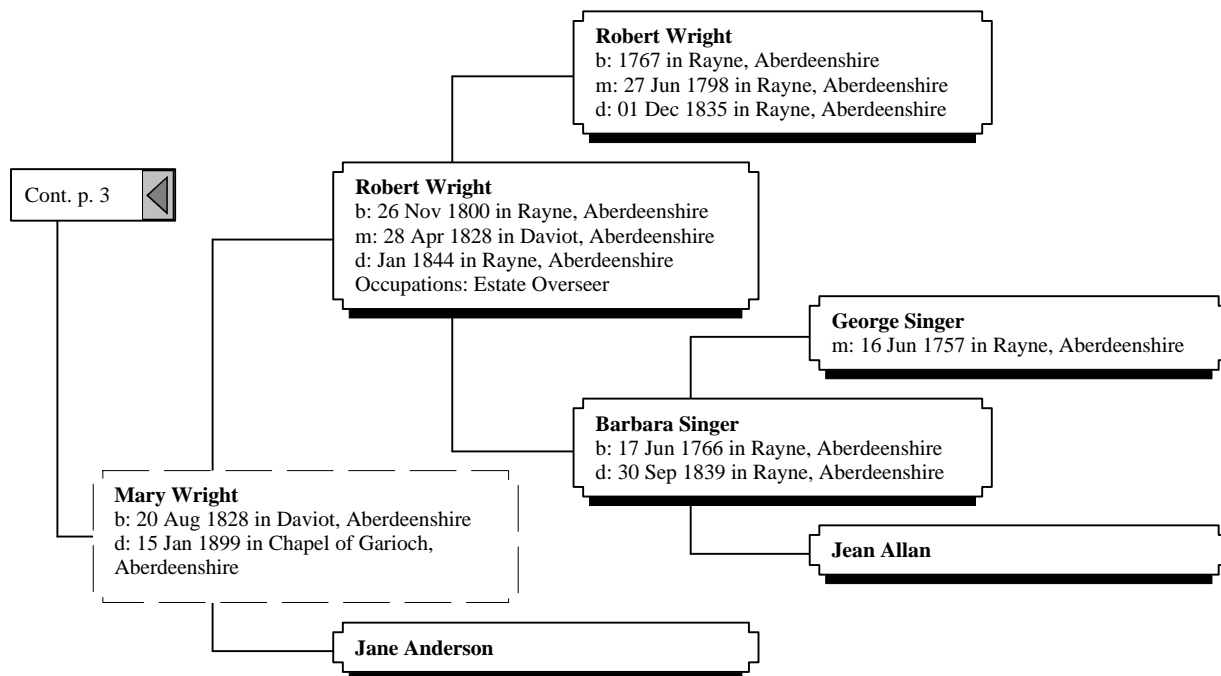 Robert Wright
b: 1767 in Rayne, Aberdeenshire
m: 27 Jun 1798 in Rayne, Aberdeenshire
d: 01 Dec 1835 in Rayne, Aberdeenshire
Cont. p. 3
Robert Wright
b: 26 Nov 1800 in Rayne, Aberdeenshire
m: 28 Apr 1828 in Daviot, Aberdeenshire
d: Jan 1844 in Rayne, Aberdeenshire
Occupations: Estate Overseer
George Singer
m: 16 Jun 1757 in Rayne, Aberdeenshire
Barbara Singer
b: 17 Jun 1766 in Rayne, Aberdeenshire
d: 30 Sep 1839 in Rayne, Aberdeenshire
Mary Wright
b: 20 Aug 1828 in Daviot, Aberdeenshire
d: 15 Jan 1899 in Chapel of Garioch,
Aberdeenshire
Jean Allan
Jane Anderson